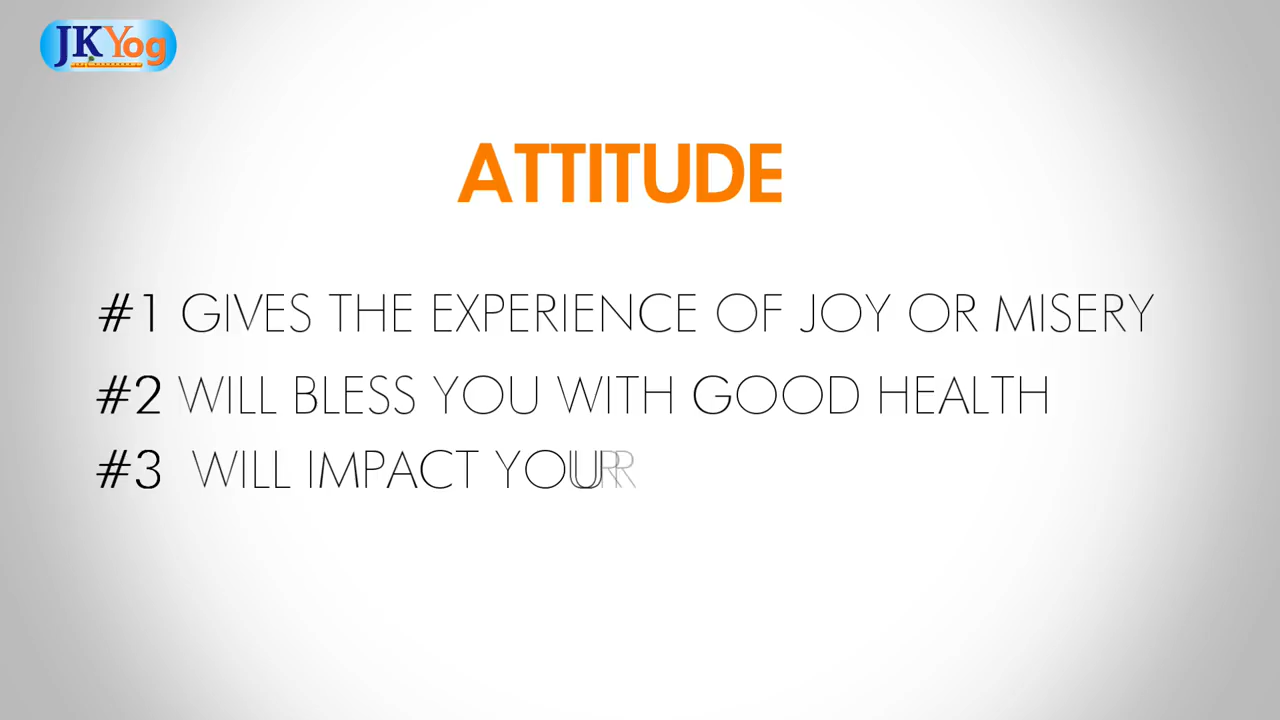 JKYog
ATTITUDE
#1 GIVES THE EXPERIENCE OF JOY OR MISERY
#2 WILL BLESS YOU WITH GOOD HEALTH
#3 WILL IMPACT YOUR